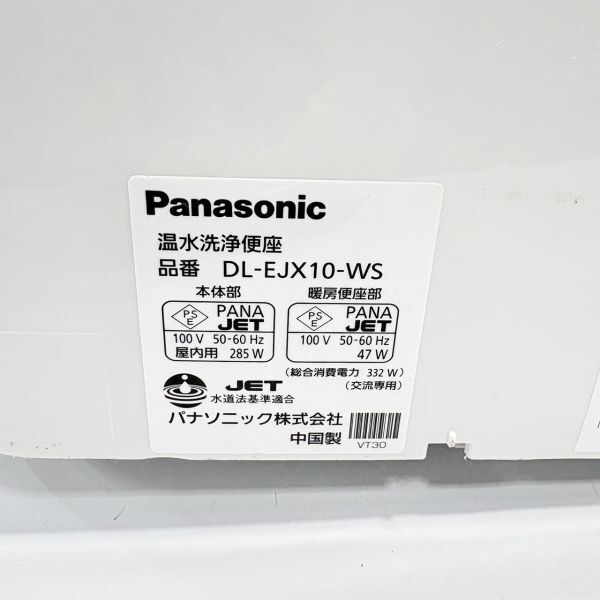 Panasonic
温水洗浄便座
品番 DL-EJX10-WS
本体部 暖房便座部
PS E PANA JET PS E PANA JET
100 V 50-60 Hz 100 V 50-60 Hz
屋内用 285 W 47 W
(総合消費電力 332 W)
JET (交流専用)
水道法基準適合
パナソニック株式会社
中国製 VT30